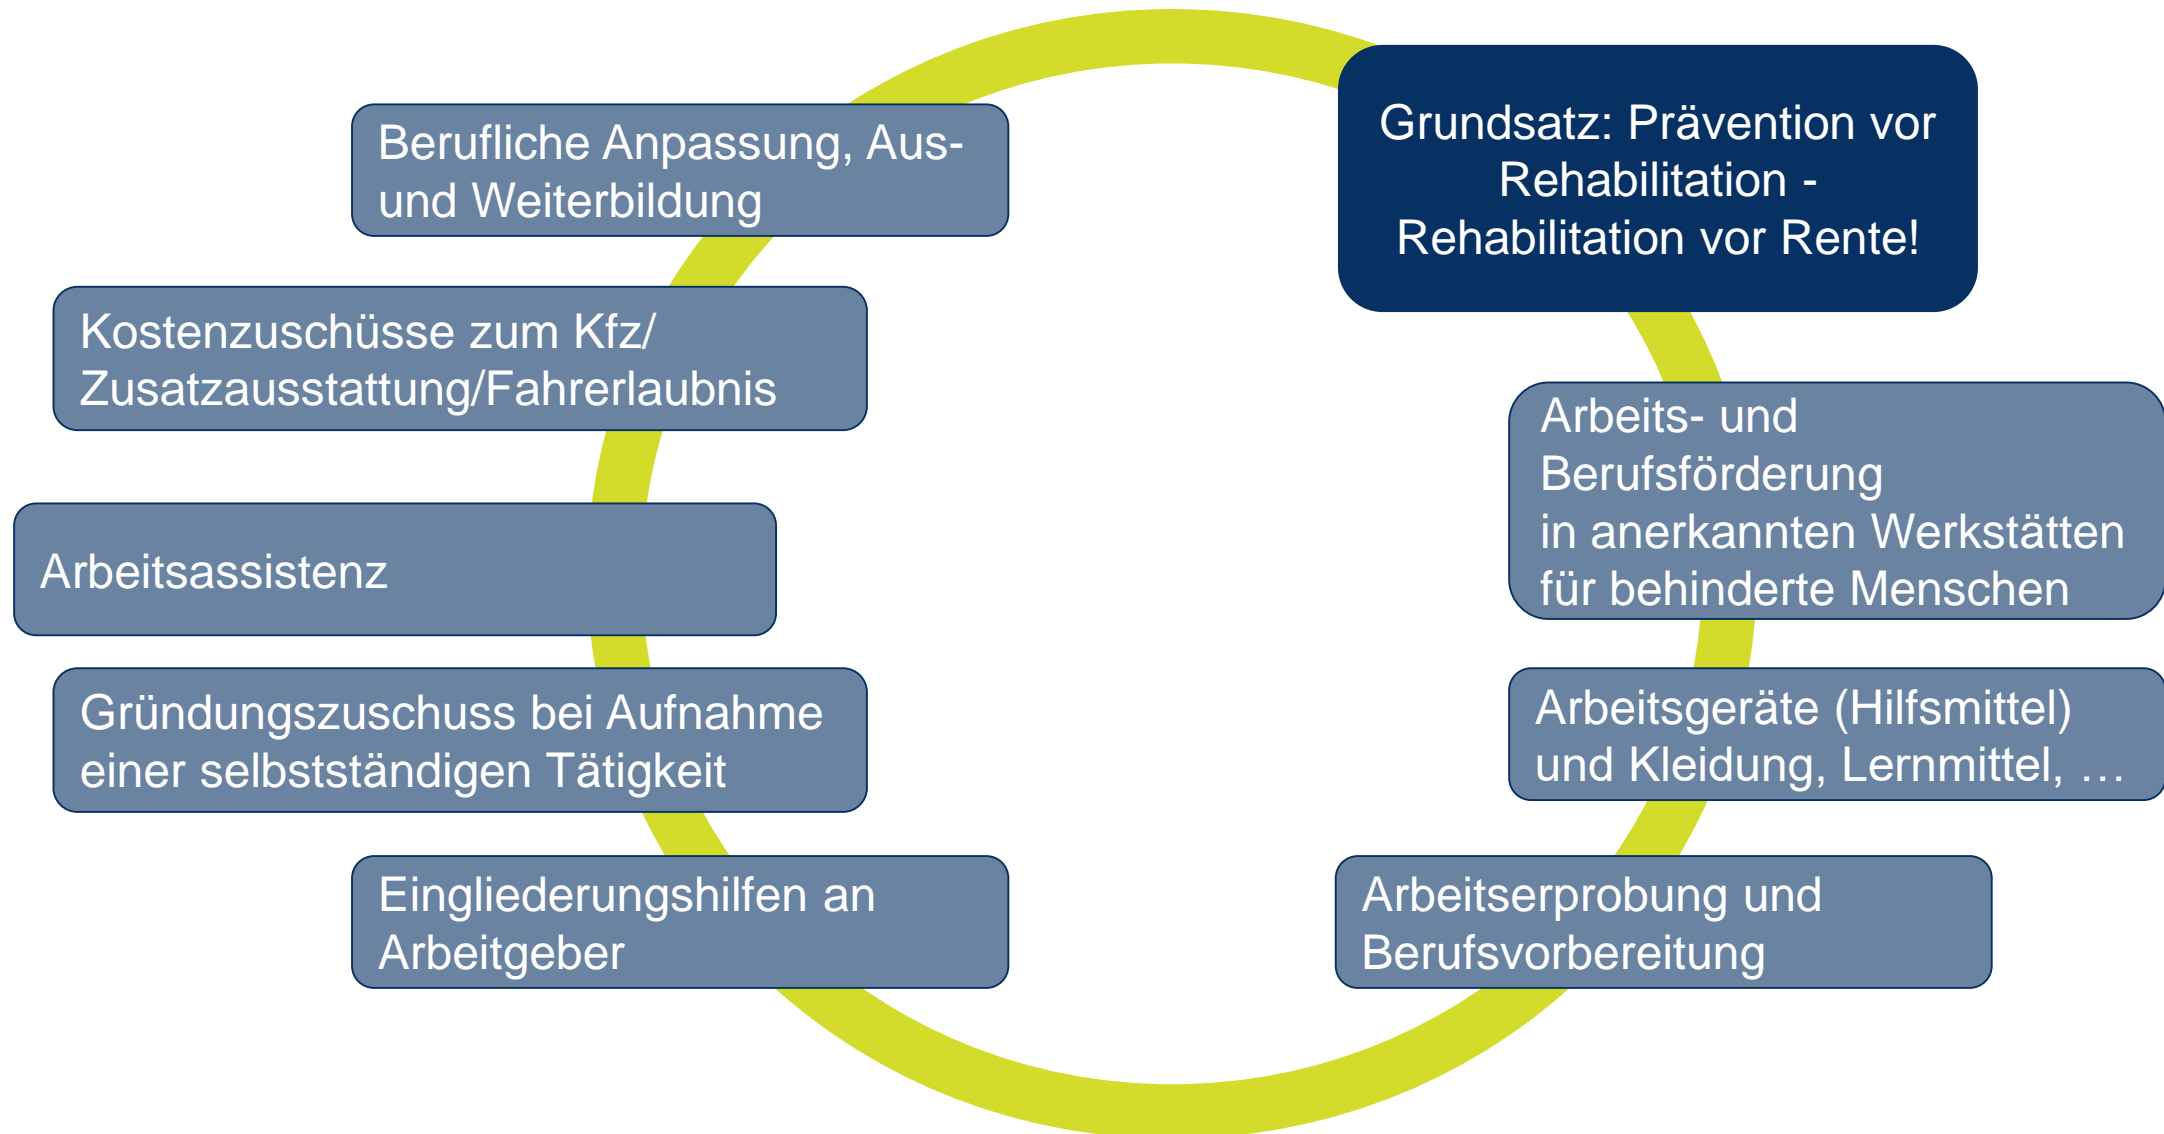 Berufliche Anpassung, Aus-
und Weiterbildung
Kostenzuschüsse zum Kfz/
Zusatzausstattung/Fahrerlaubnis
Arbeitsassistenz
Gründungszuschuss bei Aufnahme
einer selbstständigen Tätigkeit
Eingliederungshilfen an
Arbeitgeber
Grundsatz: Prävention vor
Rehabilitation -
Rehabilitation vor Rente!
Arbeits- und
Berufsförderung
in anerkannten Werkstätten
für behinderte Menschen
Arbeitsgeräte (Hilfsmittel)
und Kleidung, Lernmittel, …
Arbeitserprobung und
Berufsvorbereitung